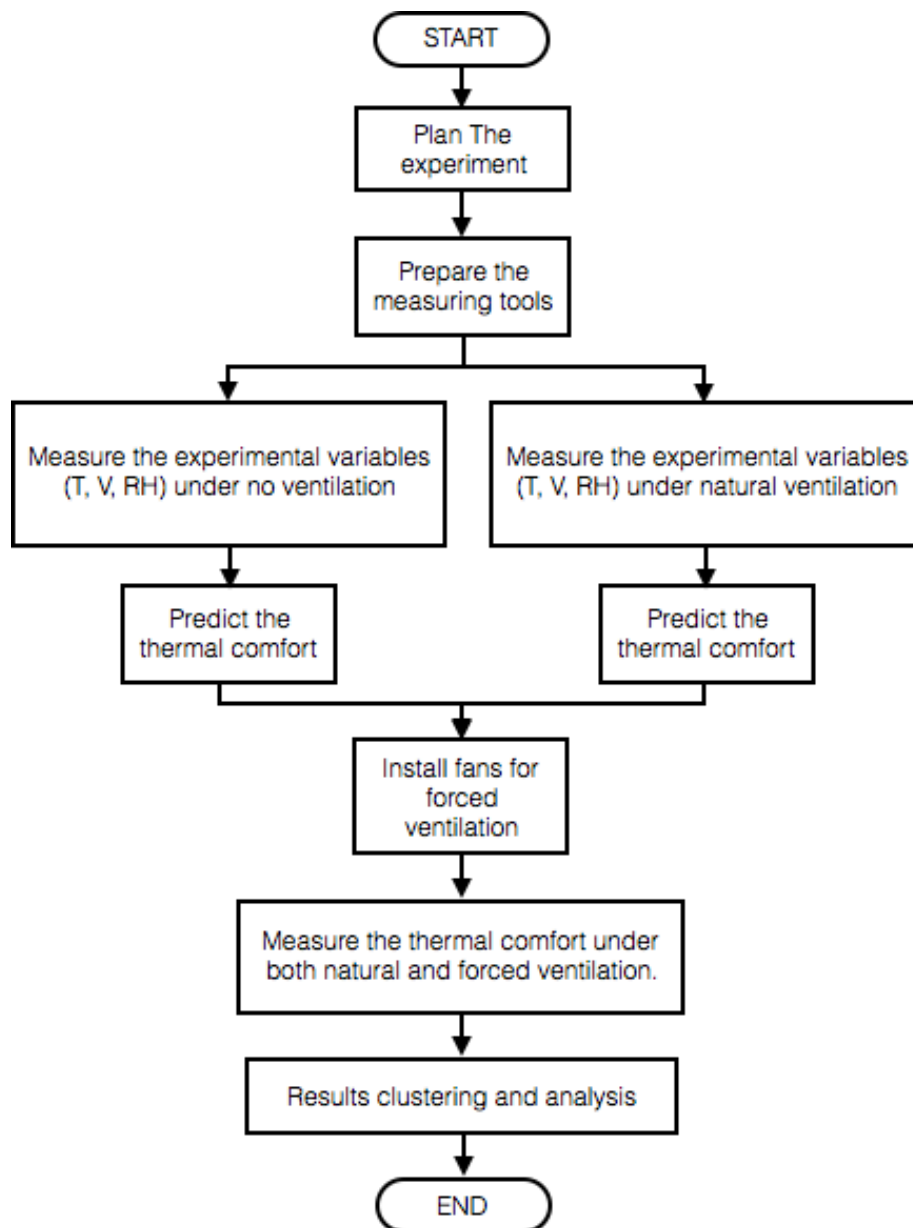 START
Plan The
experiment
Prepare the
measuring tools
Measure the experimental variables
(T, V, RH) under no ventilation
Measure the experimental variables
(T, V, RH) under natural ventilation
Predict the
thermal comfort
Predict the
thermal comfort
Install fans for
forced
ventilation
Measure the thermal comfort under
both natural and forced ventilation.
Results clustering and analysis
END